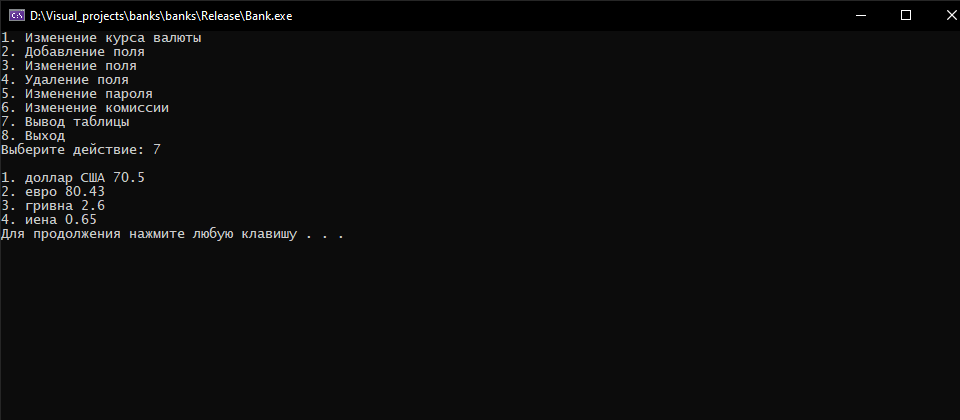 D:\Visual_projects\banks\banks\Release\Bank.exe
1. Изменение курса валюты
2. Добавление поля
3. Изменение поля
4. Удаление поля
5. Изменение пароля
6. Изменение комиссии
7. Вывод таблицы
8. Выход
Выберите действие: 7
1. доллар США 70.5
2. евро 80.43
3. гривна 2.6
4. иена 0.65
Для продолжения нажмите любую клавишу . . .